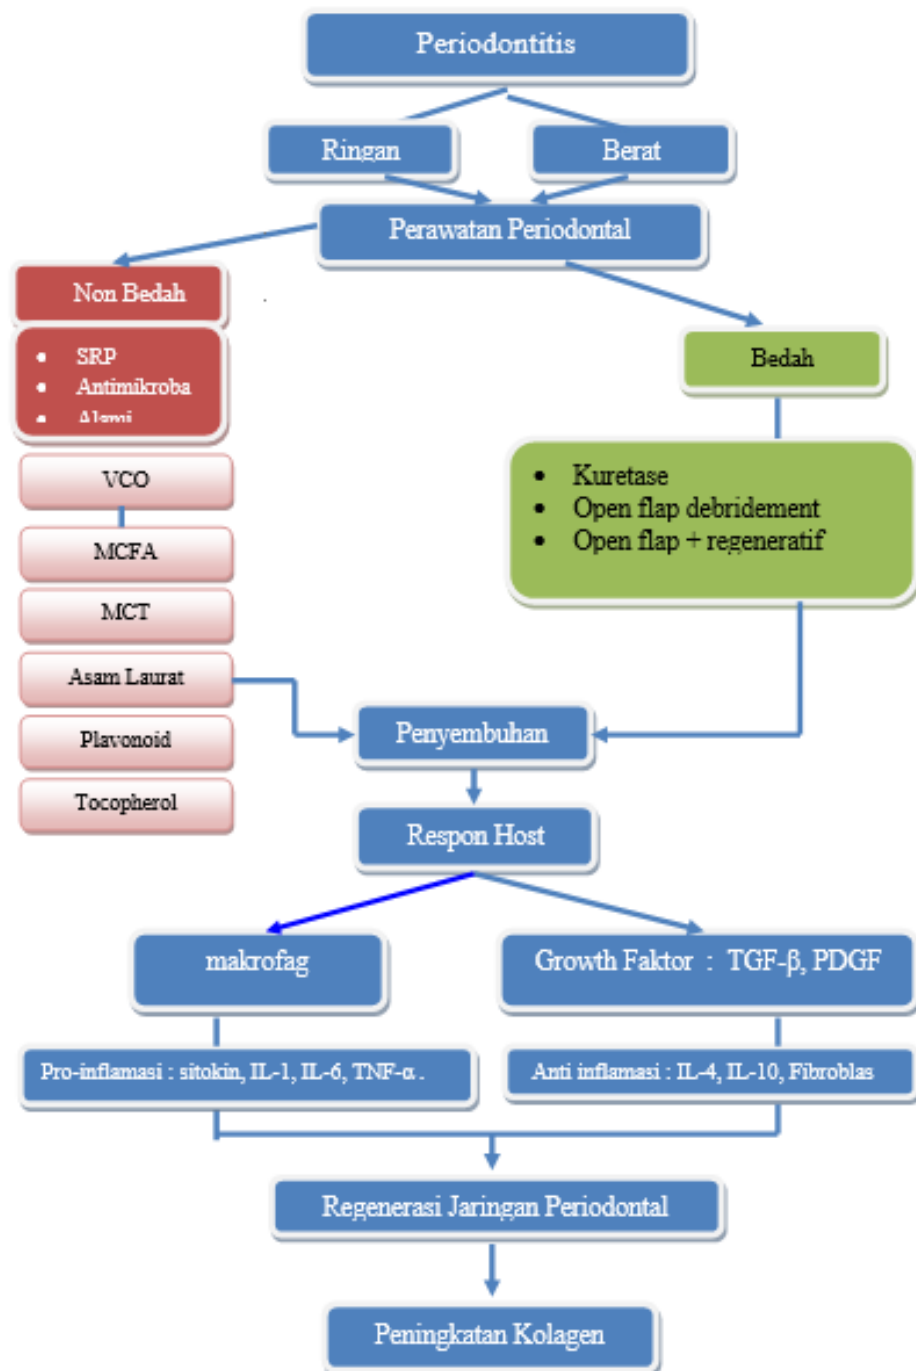 Periodontitis
Ringan
Berat
Perawatan Periodontal
Non Bedah
• SRP
• Antimikroba
• Alami
Bedah
• Kuretase
• Open flap debridement
• Open flap + regeneratif
VCO
MCFA
MCT
Asam Laurat
Plavonoid
Tocopherol
Penyembuhan
Respon Host
makrofag
Growth Faktor : TGF-β, PDGF
Pro-inflamasi : sitokin, IL-1, IL-6, TNF-α .
Anti inflamasi : IL-4, IL-10, Fibroblas
Regenerasi Jaringan Periodontal
Peningkatan Kolagen